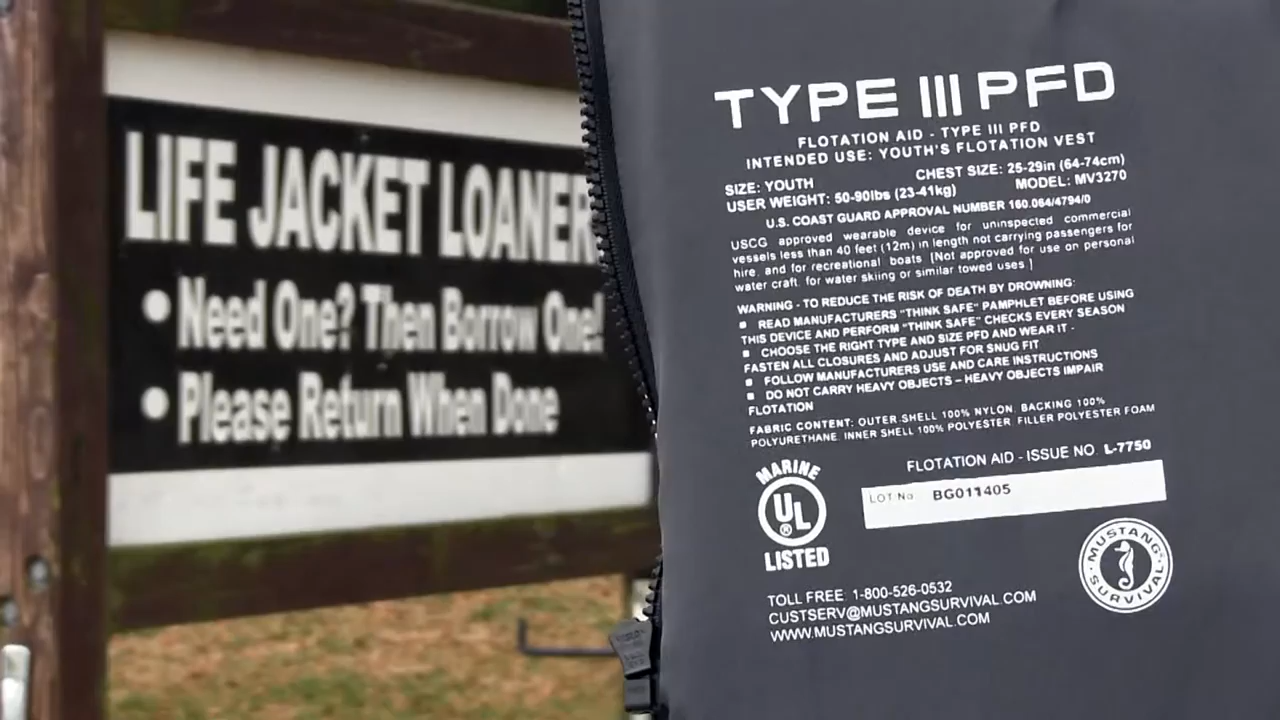 LIFE JACKET LOANER
• Need One? Then Borrow One!
• Please Return When Done
TYPE III PFD
FLOTATION AID - TYPE III PFD
INTENDED USE: YOUTH'S FLOTATION VEST
SIZE: YOUTH CHEST SIZE: 25-29in (64-74cm)
USER WEIGHT: 50-90lbs (23-41kg) MODEL: MV3270
U.S. COAST GUARD APPROVAL NUMBER 160.064/4794/0
USCG approved wearable device for uninspected commercial
vessels less than 40 feet (12m) in length not carrying passengers for
hire, and for recreational boats [Not approved for use on personal
water craft, for water skiing or similar towed uses.]
WARNING - TO REDUCE THE RISK OF DEATH BY DROWNING:
▪ READ MANUFACTURERS "THINK SAFE" PAMPHLET BEFORE USING
THIS DEVICE AND PERFORM "THINK SAFE" CHECKS EVERY SEASON
▪ CHOOSE THE RIGHT TYPE AND SIZE PFD AND WEAR IT -
FASTEN ALL CLOSURES AND ADJUST FOR SNUG FIT
▪ FOLLOW MANUFACTURERS USE AND CARE INSTRUCTIONS
▪ DO NOT CARRY HEAVY OBJECTS – HEAVY OBJECTS IMPAIR
FLOTATION
FABRIC CONTENT: OUTER SHELL 100% NYLON, BACKING 100%
POLYURETHANE, INNER SHELL 100% POLYESTER, FILLER POLYESTER FOAM
FLOTATION AID - ISSUE NO. L-7750
LOT No BG011405
MARINE
UL ®
LISTED
MUSTANG
SURVIVAL
TOLL FREE: 1-800-526-0532
CUSTSERV@MUSTANGSURVIVAL.COM
WWW.MUSTANGSURVIVAL.COM